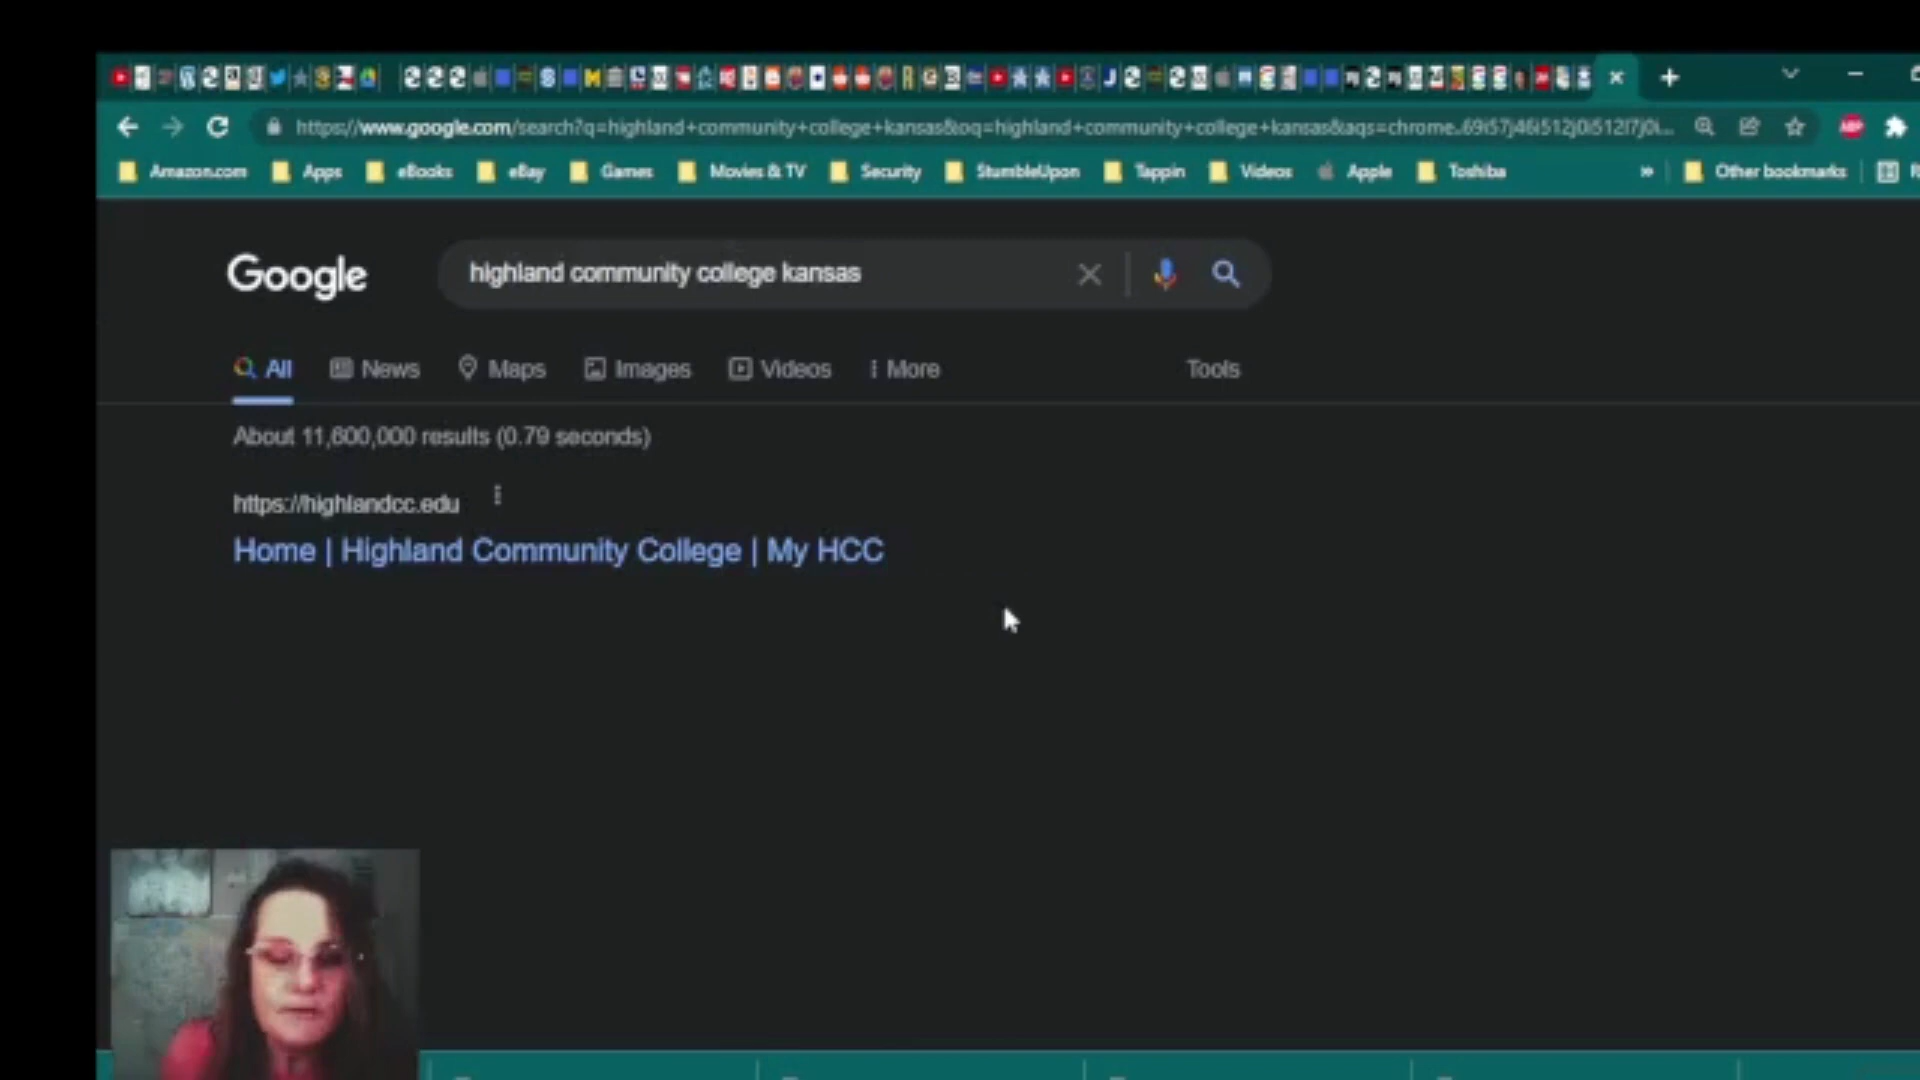 https://www.google.com/search?q=highland+community+college+kansas&oq=highland+community+college+kansas&aqs=chrome..69i57j46i512j0i512l7j0i...
ABP
Amazon.com Apps eBooks eBay Games Movies & TV Security StumbleUpon Tappin Videos Apple Toshiba » Other bookmarks
Google
highland community college kansas
All News Maps Images Videos More Tools
About 11,600,000 results (0.79 seconds)
https://highlandcc.edu
Home | Highland Community College | My HCC